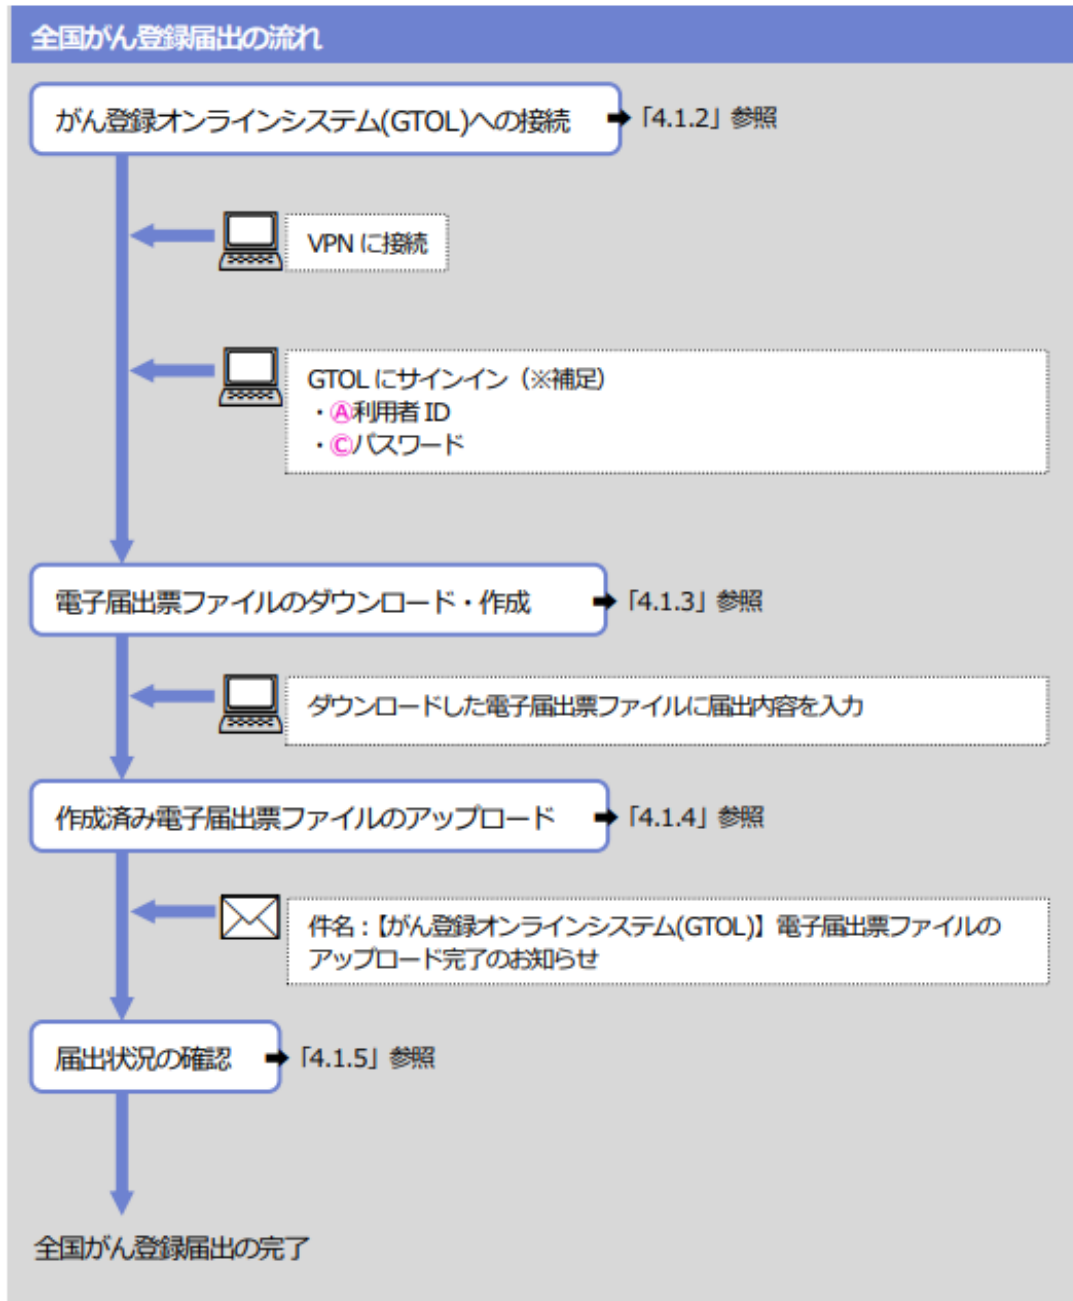 全国がん登録届出の流れ
がん登録オンラインシステム(GTOL)への接続 ➡ 「4.1.2」参照
VPN に接続
GTOL にサインイン（※補足）
・Ⓐ利用者 ID
・Ⓒパスワード
電子届出票ファイルのダウンロード・作成 ➡ 「4.1.3」参照
ダウンロードした電子届出票ファイルに届出内容を入力
作成済み電子届出票ファイルのアップロード ➡ 「4.1.4」参照
件名：【がん登録オンラインシステム(GTOL)】電子届出票ファイルの
アップロード完了のお知らせ
届出状況の確認 ➡ 「4.1.5」参照
全国がん登録届出の完了